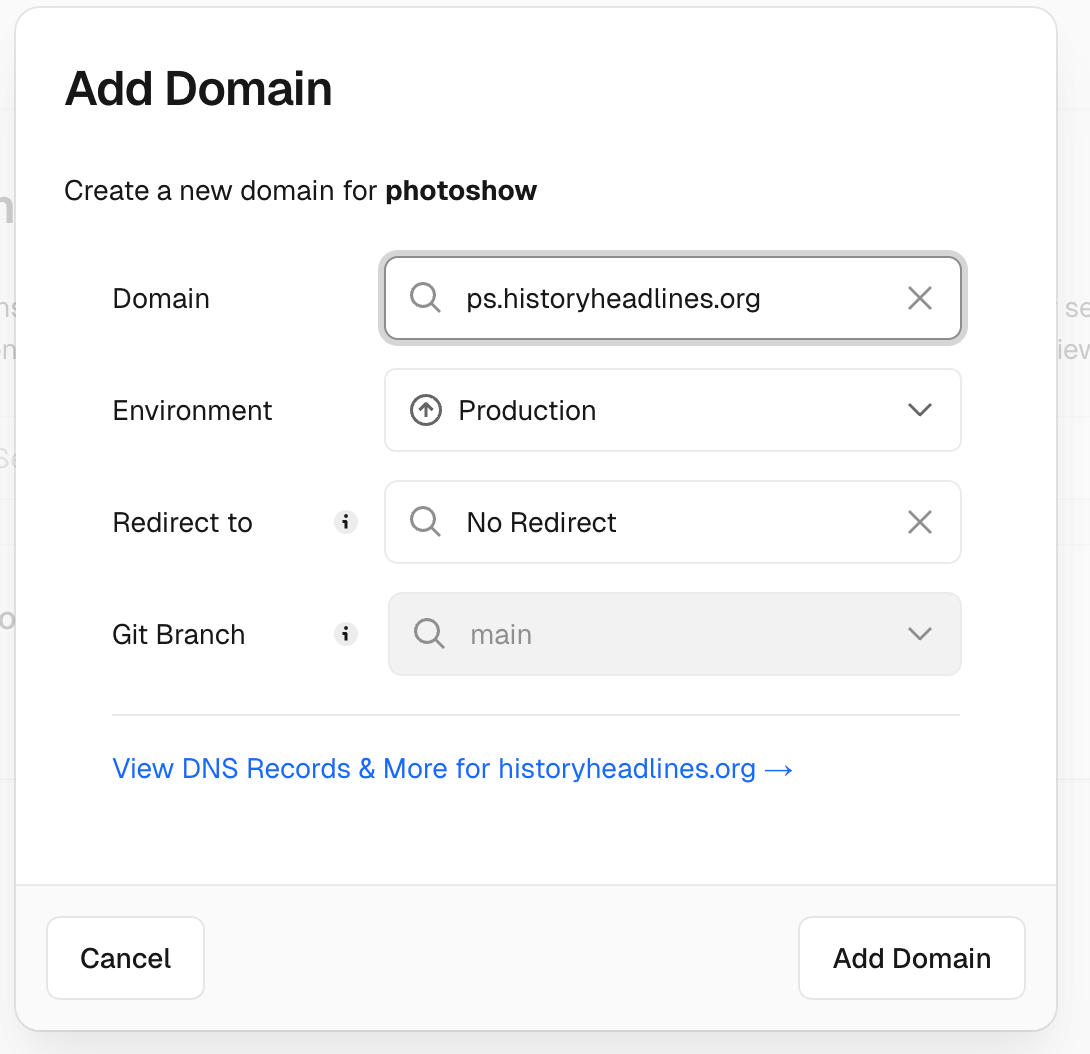 Add Domain
Create a new domain for photoshow
Domain
ps.historyheadlines.org
Environment
Production
Redirect to
No Redirect
Git Branch
main
View DNS Records & More for historyheadlines.org →
Cancel
Add Domain